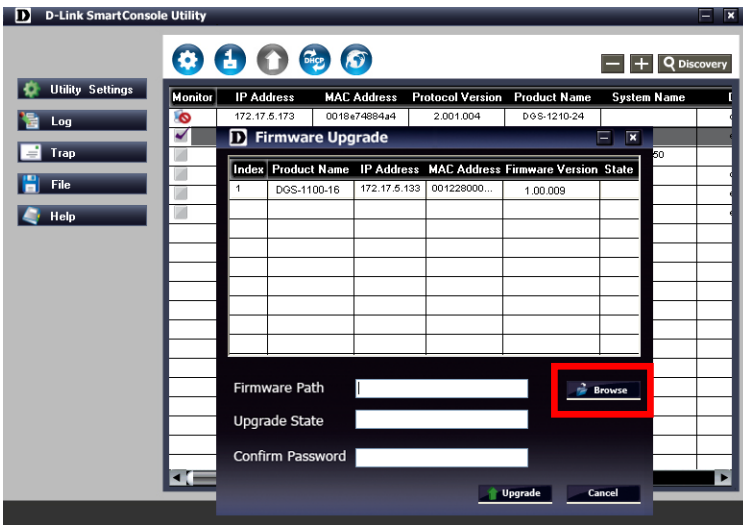 D D-Link SmartConsole Utility
DHCP
Discovery
Utility Settings
Log
Trap
File
Help
Monitor IP Address MAC Address Protocol Version Product Name System Name
172.17.5.173 0018e74884a4 2.001.004 DGS-1210-24
50
D Firmware Upgrade
Index Product Name IP Address MAC Address Firmware Version State
1 DGS-1100-16 172.17.5.133 001228000... 1.00.009
Firmware Path
Browse
Upgrade State
Confirm Password
Upgrade Cancel